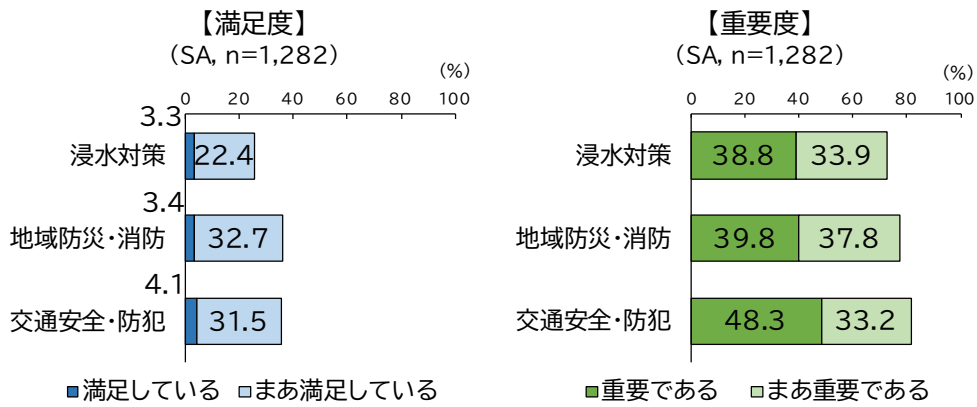 【満足度】
(SA, n=1,282)
(%)
0 20 40 60 80 100
3.3
浸水対策 22.4
3.4
地域防災・消防 32.7
4.1
交通安全・防犯 31.5
■満足している ■まあ満足している
【重要度】
(SA, n=1,282)
(%)
0 20 40 60 80 100
浸水対策 38.8 33.9
地域防災・消防 39.8 37.8
交通安全・防犯 48.3 33.2
■重要である ■まあ重要である